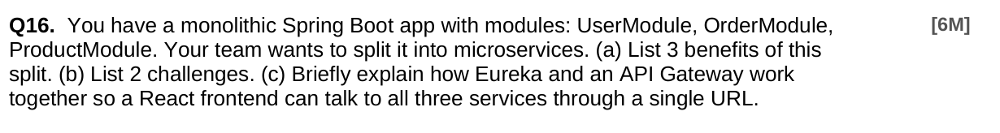 Q16. You have a monolithic Spring Boot app with modules: UserModule, OrderModule, [6M]
ProductModule. Your team wants to split it into microservices. (a) List 3 benefits of this
split. (b) List 2 challenges. (c) Briefly explain how Eureka and an API Gateway work
together so a React frontend can talk to all three services through a single URL.